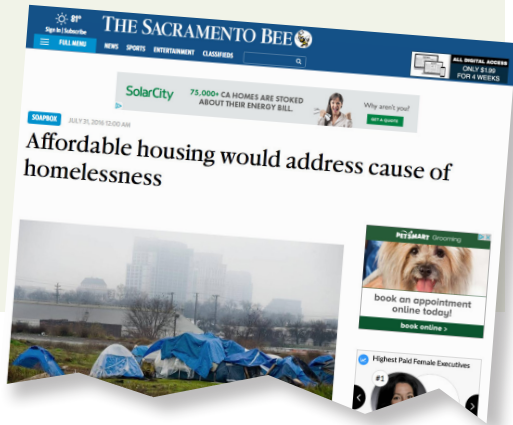 81°
Sign In | Subscribe
THE SACRAMENTO BEE
FULL MENU
NEWS SPORTS ENTERTAINMENT CLASSIFIEDS
ALL DIGITAL ACCESS
ONLY $1.99
FOR 4 WEEKS
SolarCity
75,000+ CA HOMES ARE STOKED
ABOUT THEIR ENERGY BILL.
Why aren't you?
GET A QUOTE
SOAPBOX
JULY 31, 2016 12:00 AM
Affordable housing would address cause of
homelessness
PETSMART Grooming
book an appointment
online today!
book online >
Highest Paid Female Executives
#1